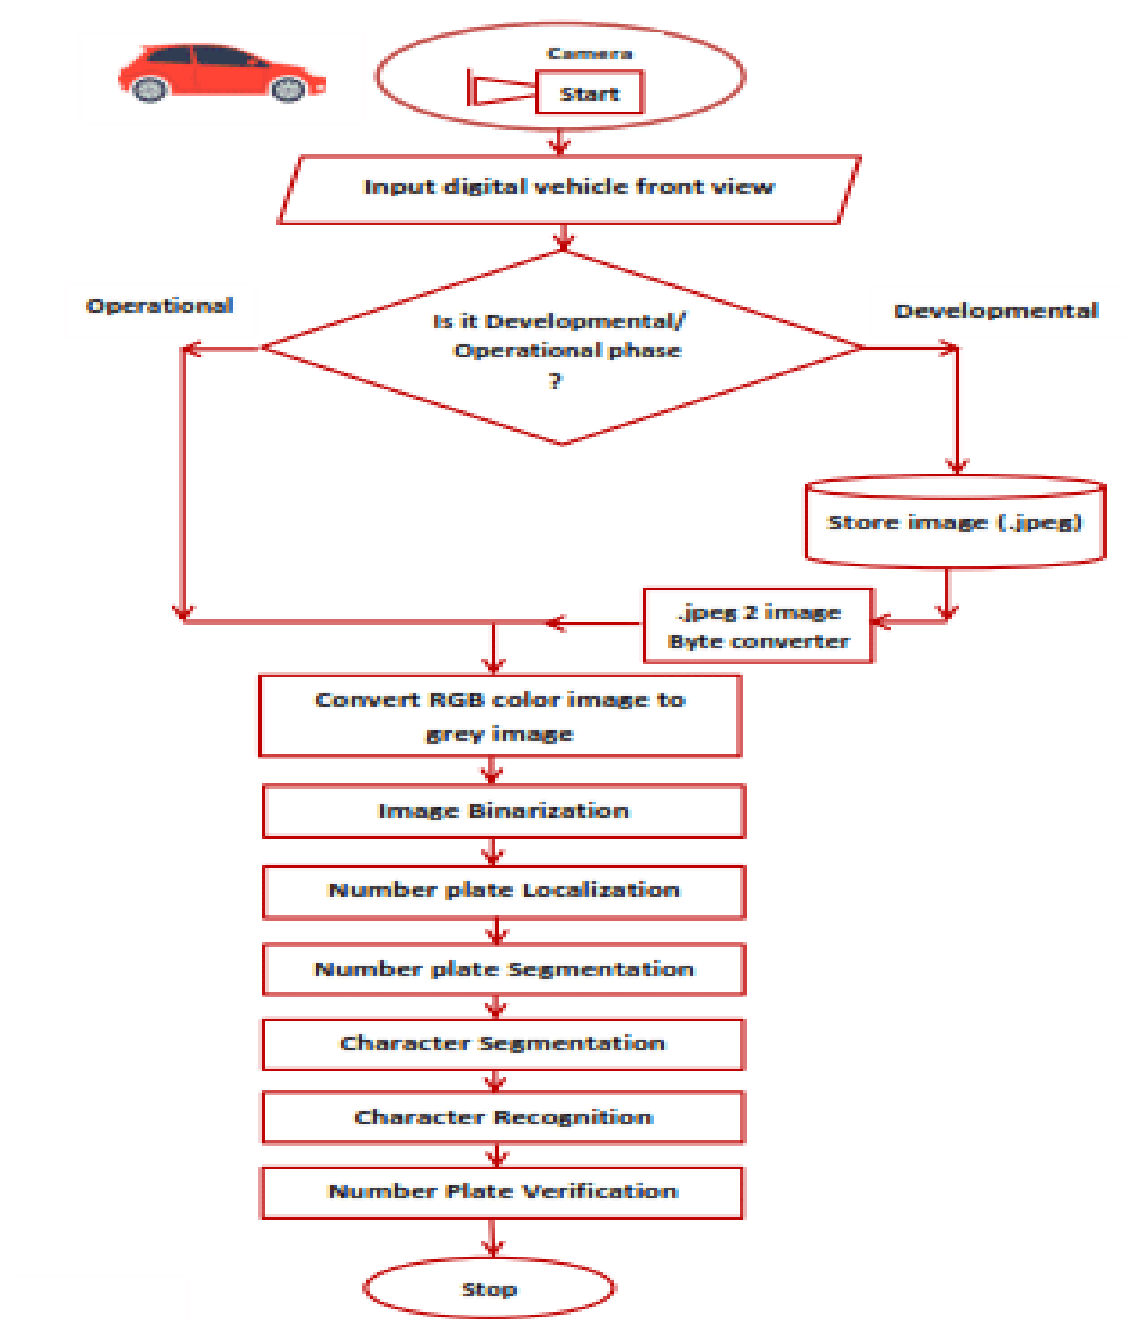 Camera
Start
Input digital vehicle front view
Operational
Developmental
Is it Developmental/
Operational phase
?
Store image (.jpeg)
.jpeg 2 image
Byte converter
Convert RGB color image to
grey image
Image Binarization
Number plate Localization
Number plate Segmentation
Character Segmentation
Character Recognition
Number Plate Verification
Stop